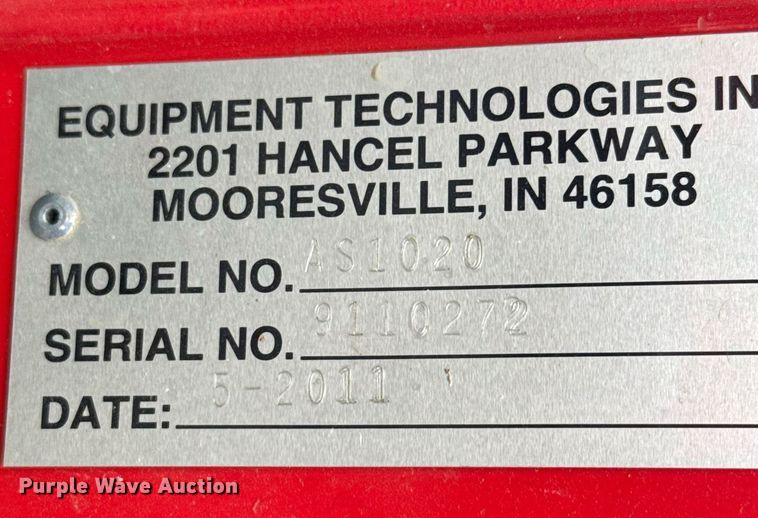 EQUIPMENT TECHNOLOGIES IN
2201 HANCEL PARKWAY
MOORESVILLE, IN 46158
MODEL NO. AS1020
SERIAL NO. 9110272
DATE: 5-2011
Purple Wave Auction